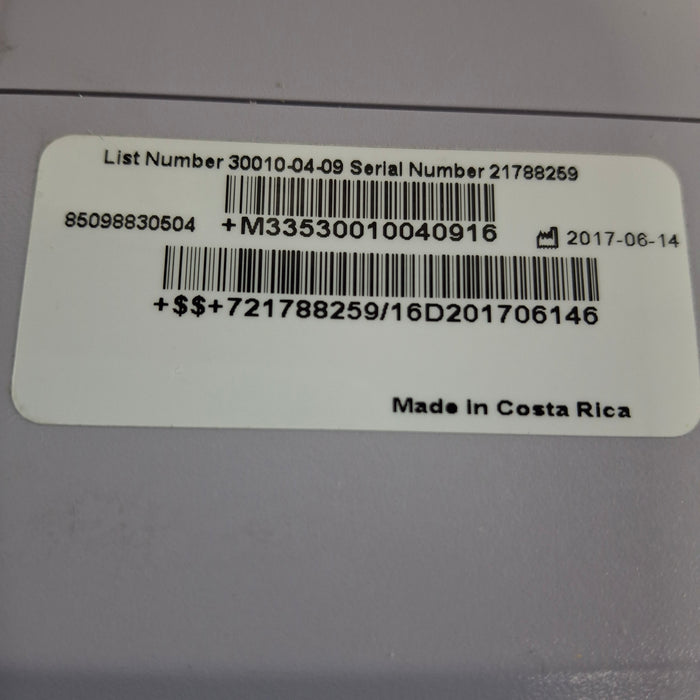 List Number 30010-04-09 Serial Number 21788259
85098830504 +M33530010040916 2017-06-14
+$$+721788259/16D201706146
Made in Costa Rica